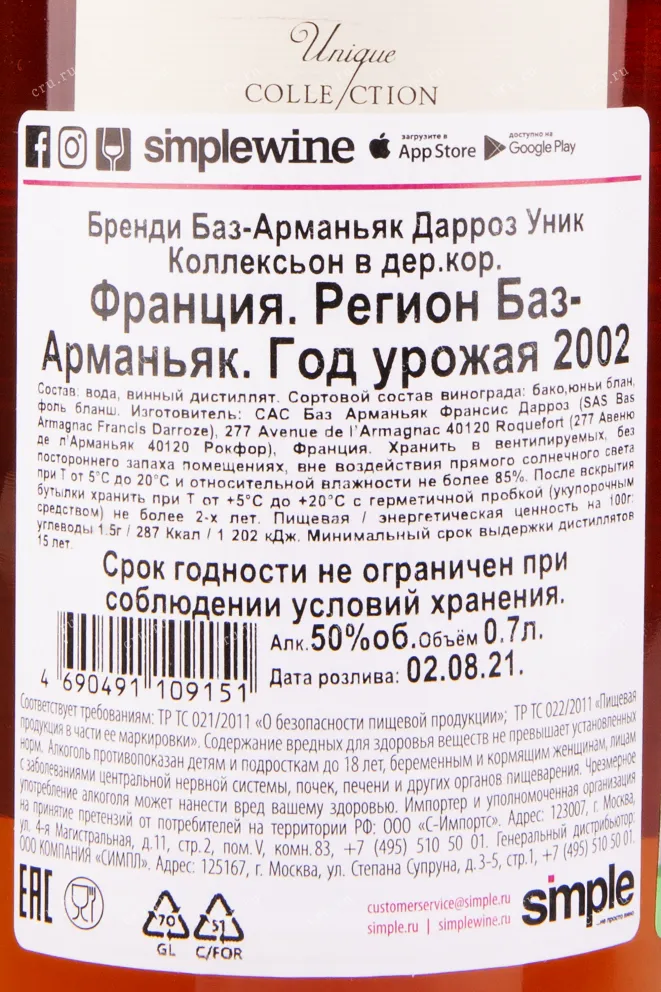 Unique
COLLECTION
simplewine загрузите в App Store доступно на Google Play
Бренди Баз-Арманьяк Дарроз Уник
Коллексьон в дер.кор.
Франция. Регион Баз-
Арманьяк. Год урожая 2002
Состав: вода, винный дистиллят. Сортовой состав винограда: бако,юньи блан,
фоль бланш. Изготовитель: САС Баз Арманьяк Франсис Дарроз (SAS Bas
Armagnac Francis Darroze), 277 Avenue de l'Armagnac 40120 Roquefort (277 Авеню
де л'Арманьяк 40120 Рокфор), Франция. Хранить в вентилируемых, без
постороннего запаха помещениях, вне воздействия прямого солнечного света
при Т от 5°С до 20°С и относительной влажности не более 85%. После вскрытия
бутылки хранить при Т от +5°С до +20°С с герметичной пробкой (укупорочным
средством) не более 2-х лет. Пищевая / энергетическая ценность на 100г:
углеводы 1.5г / 287 Ккал / 1 202 кДж. Минимальный срок выдержки дистиллятов
15 лет.
Срок годности не ограничен при
соблюдении условий хранения.
Алк.50%об.Объём 0.7л.
Дата розлива: 02.08.21.
4 690491 109151
Соответствует требованиям: ТР ТС 021/2011 «О безопасности пищевой продукции»; ТР ТС 022/2011 «Пищевая
продукция в части ее маркировки». Содержание вредных для здоровья веществ не превышает установленных
норм. Алкоголь противопоказан детям и подросткам до 18 лет, беременным и кормящим женщинам, лицам
с заболеваниями центральной нервной системы, почек, печени и других органов пищеварения. Чрезмерное
употребление алкоголя может нанести вред вашему здоровью. Импортер и уполномоченная организация
на принятие претензий от потребителей на территории РФ: ООО «С-Импортс». Адрес: 123007, г. Москва,
ул. 4-я Магистральная, д.11, стр.2, пом.V, комн.83, +7 (495) 510 50 01. Генеральный дистрибьютор:
ООО КОМПАНИЯ «СИМПЛ». Адрес: 125167, г. Москва, ул. Степана Супруна, д.3-5, стр.1, +7 (495) 510 50 01.
EAC
70
GL
51
C/FOR
customerservice@simple.ru
simple.ru | simplewine.ru
simple
...не просто вино
cru.ru